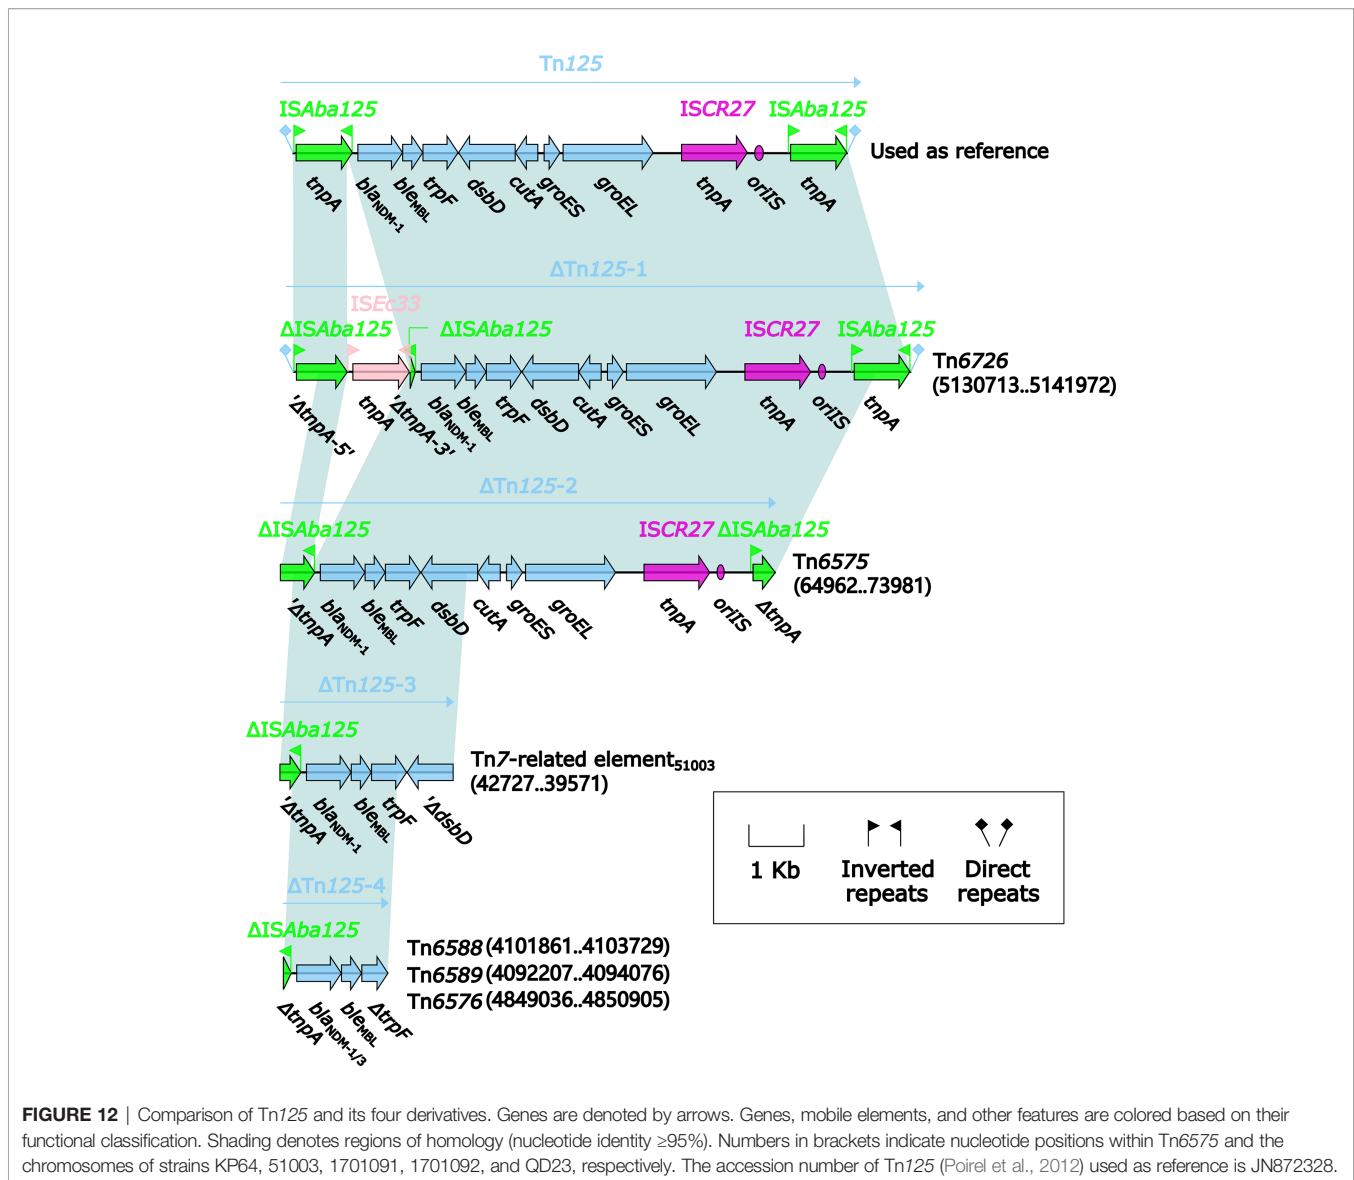 Tn125
ISAba125 ISCR27 ISAba125
Used as reference
tnpA blaNDM-1 bleMBL trpF dsbD cutA groES groEL tnpA oriIS tnpA
ΔTn125-1
ISEc33
ΔISAba125 ΔISAba125 ISCR27 ISAba125
Tn6726
(5130713..5141972)
'ΔtnpA-5' tnpA 'ΔtnpA-3' blaNDM-1 bleMBL trpF dsbD cutA groES groEL tnpA oriIS tnpA
ΔTn125-2
ΔISAba125 ISCR27 ΔISAba125
Tn6575
(64962..73981)
'ΔtnpA blaNDM-1 bleMBL trpF dsbD cutA groES groEL tnpA oriIS ΔtnpA
ΔTn125-3
ΔISAba125
Tn7-related element51003
(42727..39571)
'ΔtnpA blaNDM-1 bleMBL trpF 'ΔdsbD
1 Kb
Inverted repeats
Direct repeats
ΔTn125-4
ΔISAba125
Tn6588 (4101861..4103729)
Tn6589 (4092207..4094076)
Tn6576 (4849036..4850905)
ΔtnpA blaNDM-1/3 bleMBL ΔtrpF
FIGURE 12 | Comparison of Tn125 and its four derivatives. Genes are denoted by arrows. Genes, mobile elements, and other features are colored based on their
functional classification. Shading denotes regions of homology (nucleotide identity ≥95%). Numbers in brackets indicate nucleotide positions within Tn6575 and the
chromosomes of strains KP64, 51003, 1701091, 1701092, and QD23, respectively. The accession number of Tn125 (Poirel et al., 2012) used as reference is JN872328.